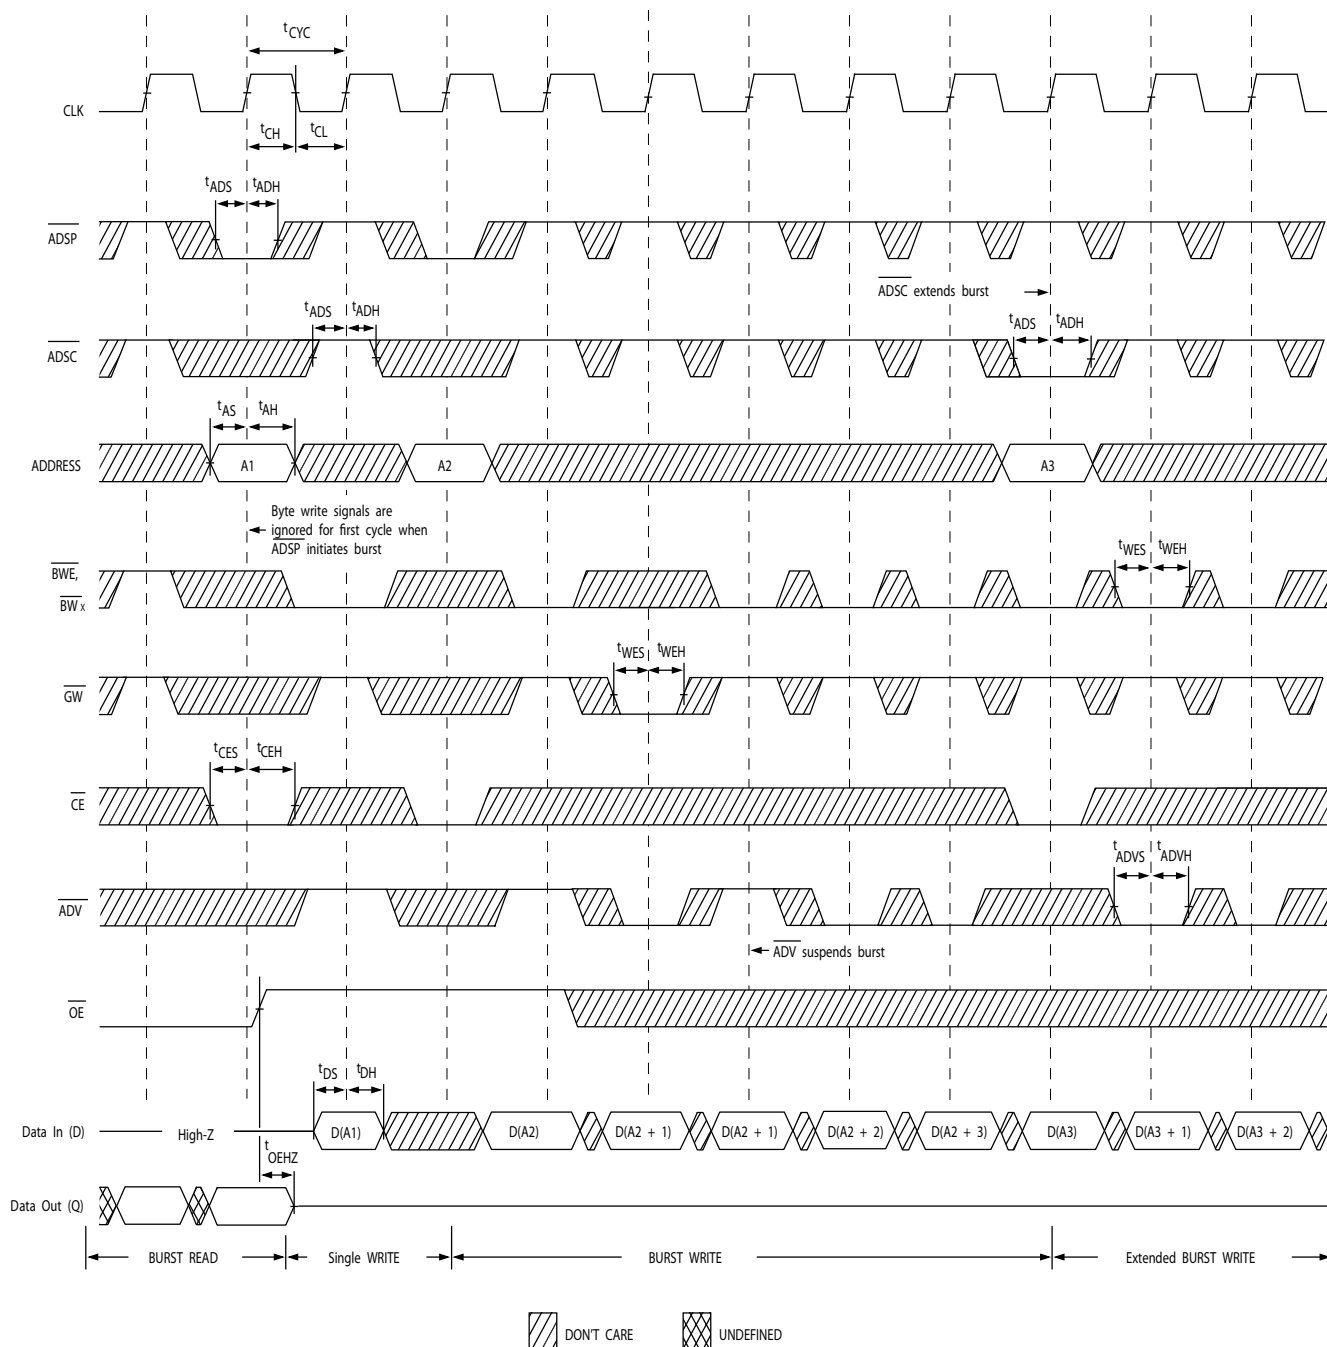 tCYC
CLK
tCH tCL
tADS tADH
ADSP
ADSC extends burst
tADS tADH
tADS tADH
ADSC
tAS tAH
ADDRESS
A1
A2
A3
Byte write signals are
ignored for first cycle when
ADSP initiates burst
tWES tWEH
BWE,
BW x
tWES tWEH
GW
tCES tCEH
CE
tADVS tADVH
ADV
ADV suspends burst
OE
tDS tDH
Data In (D)
High-Z
D(A1)
D(A2)
D(A2 + 1)
D(A2 + 1)
D(A2 + 2)
D(A2 + 3)
D(A3)
D(A3 + 1)
D(A3 + 2)
tOEHZ
Data Out (Q)
BURST READ
Single WRITE
BURST WRITE
Extended BURST WRITE
DON'T CARE
UNDEFINED